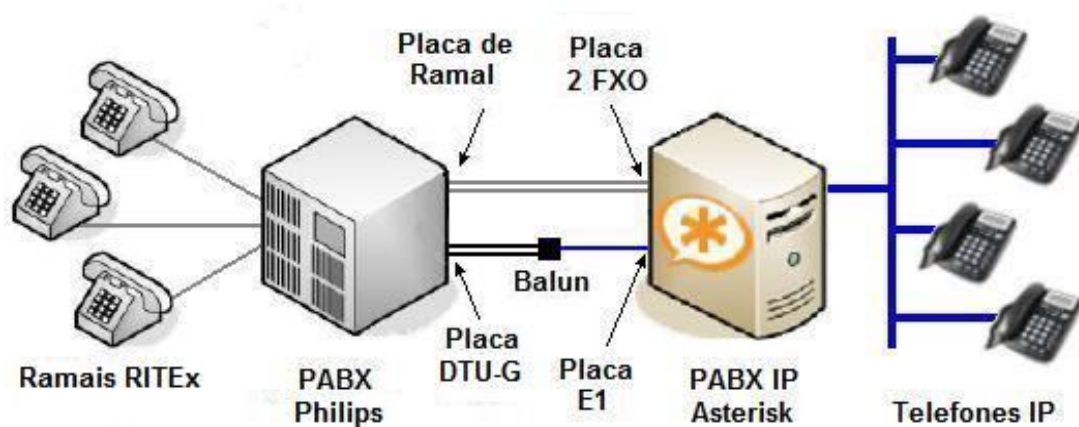 Placa de
Ramal
Placa
2 FXO
Balun
Placa
DTU-G
Placa
E1
Ramais RITEx
PABX
Philips
PABX IP
Asterisk
Telefones IP